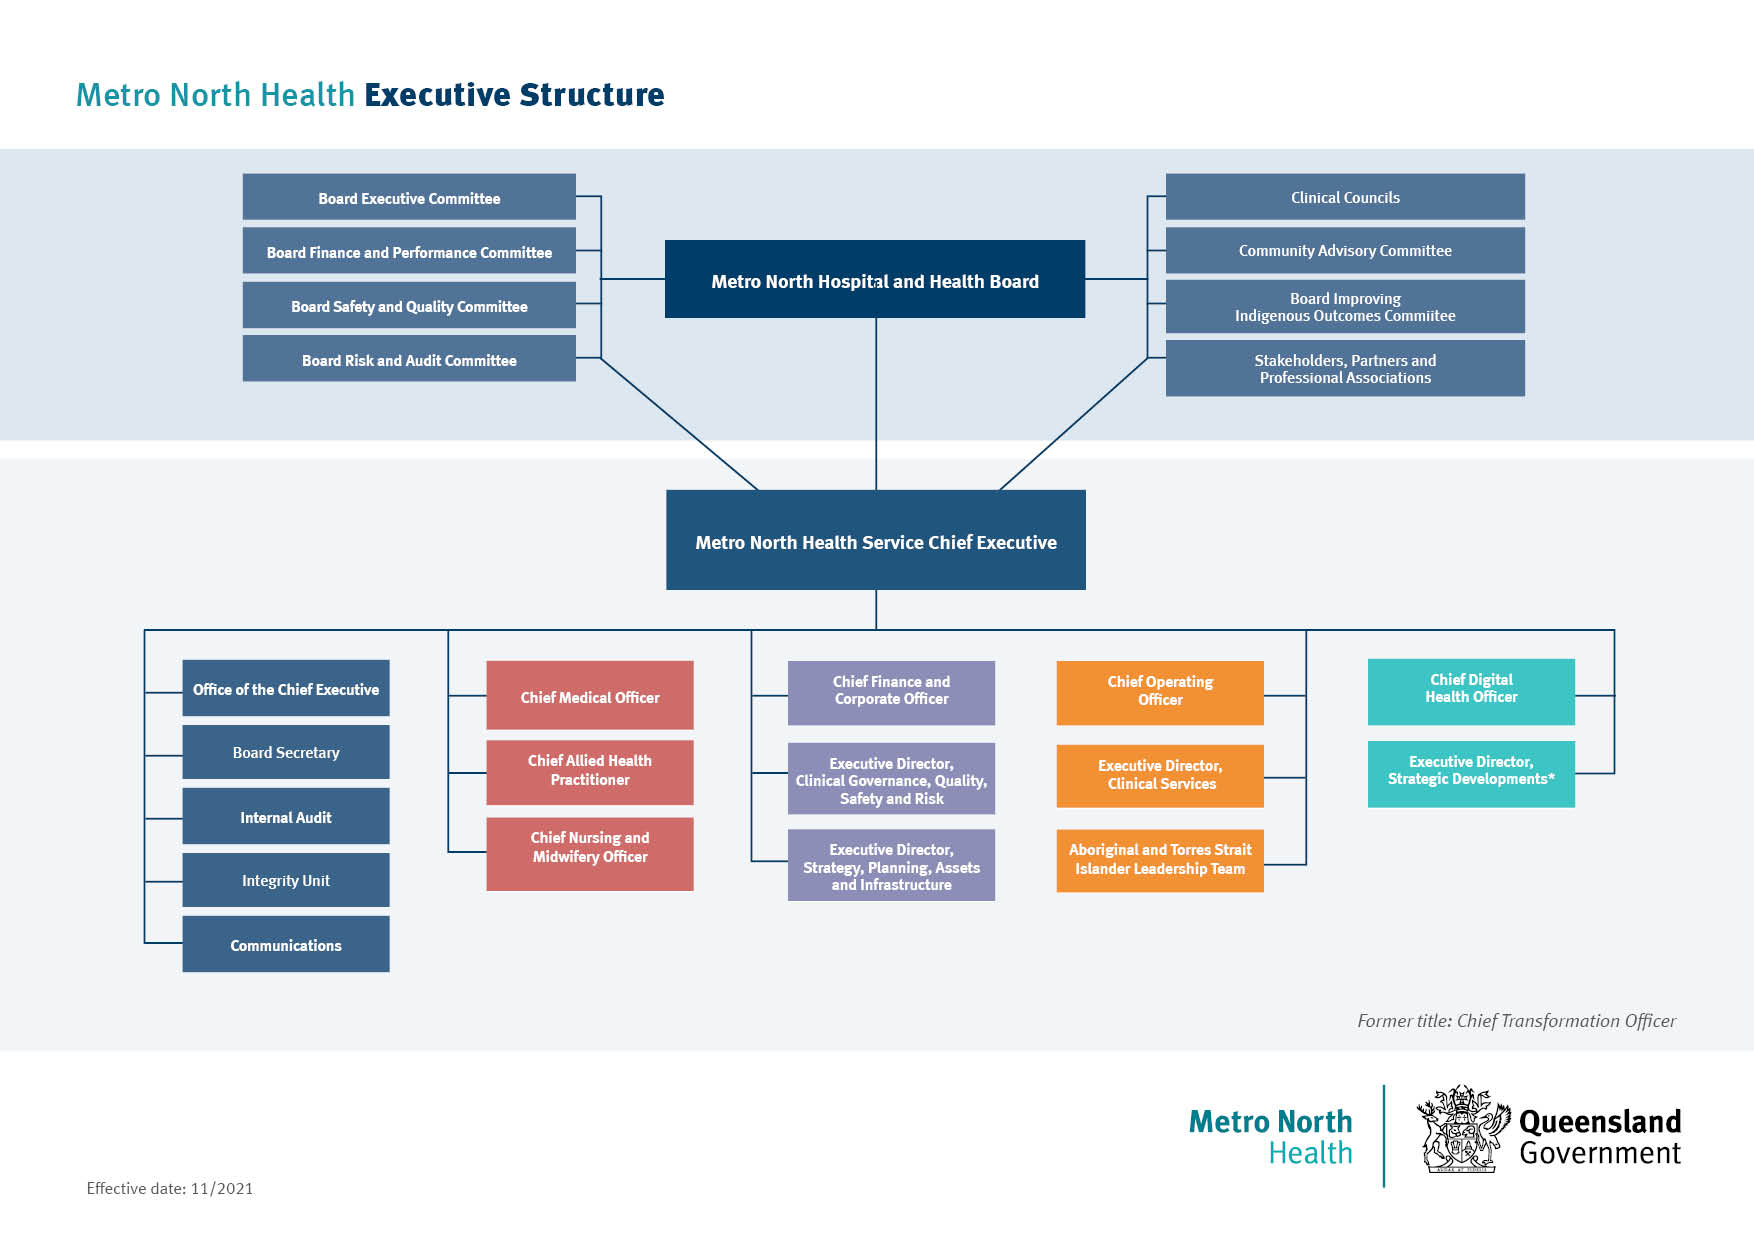 Metro North Health Executive Structure
Board Executive Committee
Board Finance and Performance Committee
Board Safety and Quality Committee
Board Risk and Audit Committee
Metro North Hospital and Health Board
Clinical Councils
Community Advisory Committee
Board Improving
Indigenous Outcomes Commiitee
Stakeholders, Partners and
Professional Associations
Metro North Health Service Chief Executive
Office of the Chief Executive
Board Secretary
Internal Audit
Integrity Unit
Communications
Chief Medical Officer
Chief Allied Health
Practitioner
Chief Nursing and
Midwifery Officer
Chief Finance and
Corporate Officer
Executive Director,
Clinical Governance, Quality,
Safety and Risk
Executive Director,
Strategy, Planning, Assets
and Infrastructure
Chief Operating
Officer
Executive Director,
Clinical Services
Aboriginal and Torres Strait
Islander Leadership Team
Chief Digital
Health Officer
Executive Director,
Strategic Developments*
Former title: Chief Transformation Officer
Metro North
Health
Queensland
Government
Effective date: 11/2021